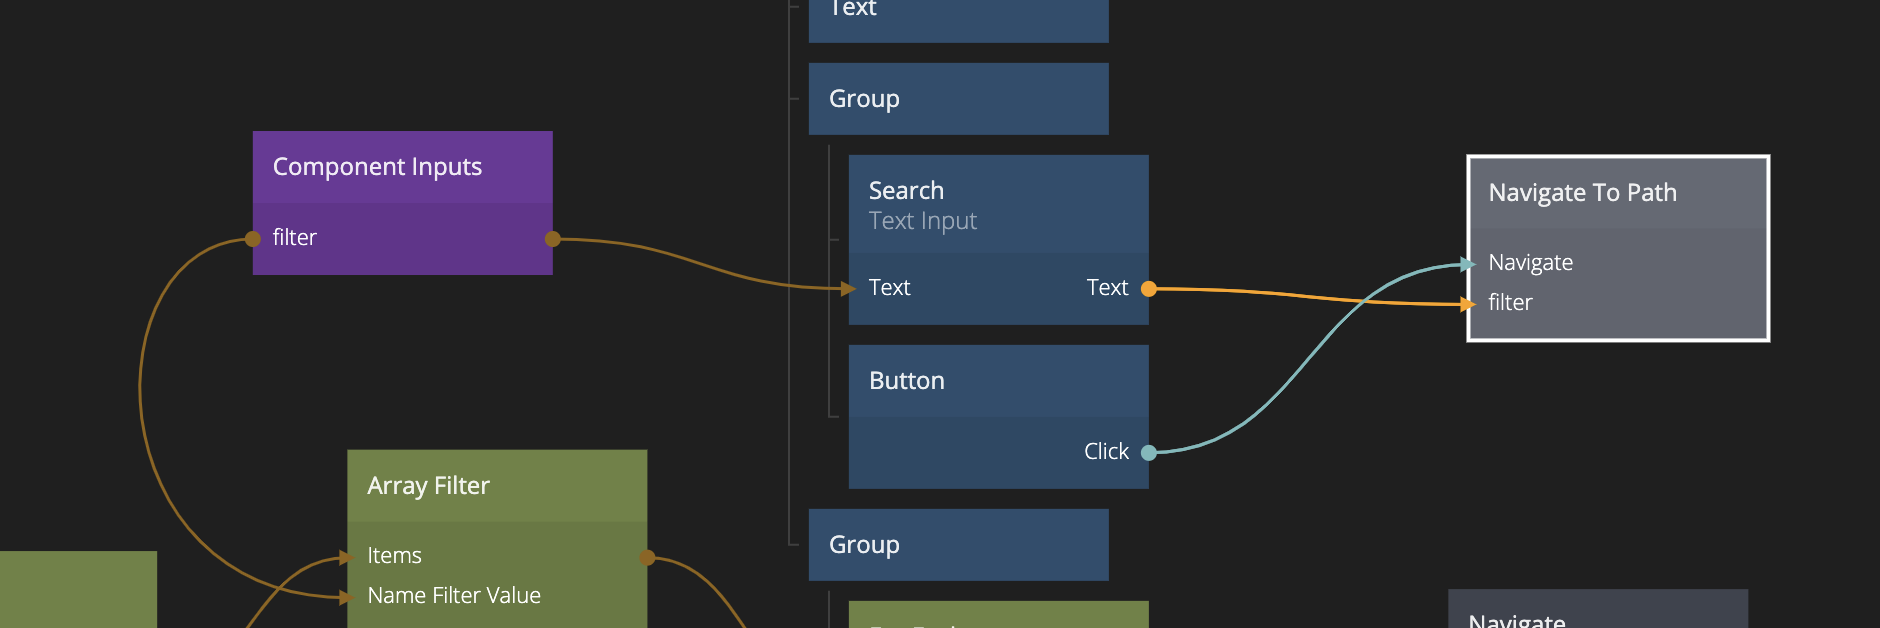 Text
Group
Component Inputs
filter
Search
Text Input
Text
Text
Navigate To Path
Navigate
filter
Button
Click
Array Filter
Items
Name Filter Value
Group
Navigate